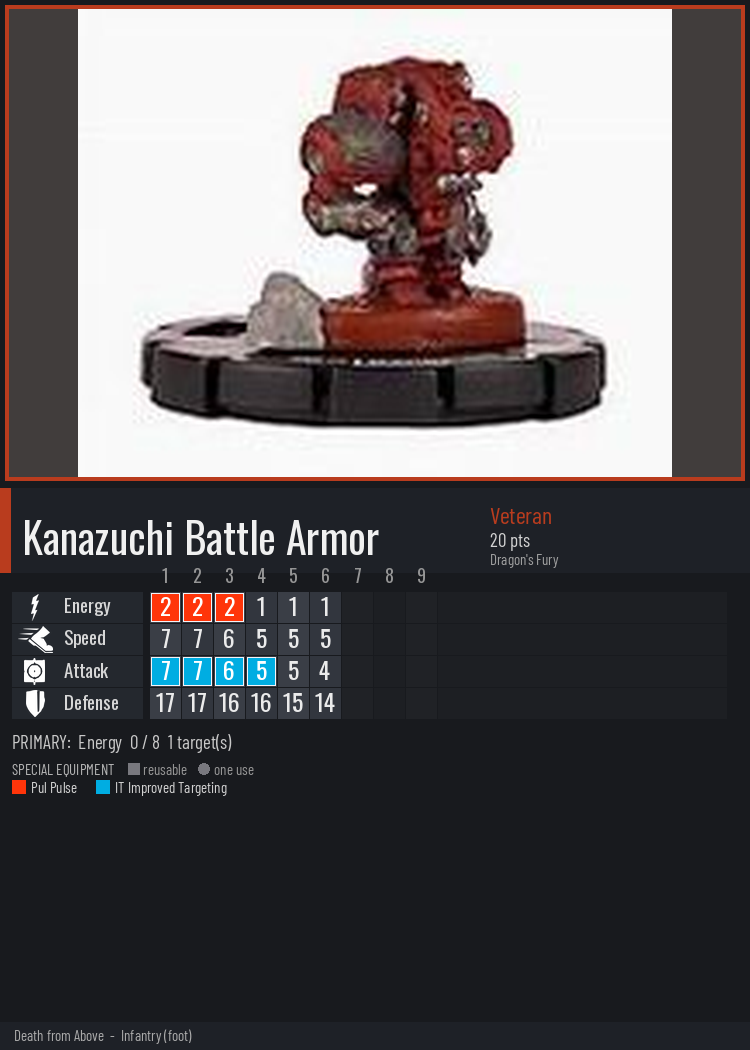 Kanazuchi Battle Armor
Veteran
20 pts
Dragon's Fury
1 2 3 4 5 6 7 8 9
Energy 2 2 2 1 1 1
Speed 7 7 6 5 5 5
Attack 7 7 6 5 5 4
Defense 17 17 16 16 15 14
PRIMARY: Energy 0 / 8 1 target(s)
SPECIAL EQUIPMENT reusable one use
Pul Pulse IT Improved Targeting
Death from Above - Infantry (foot)